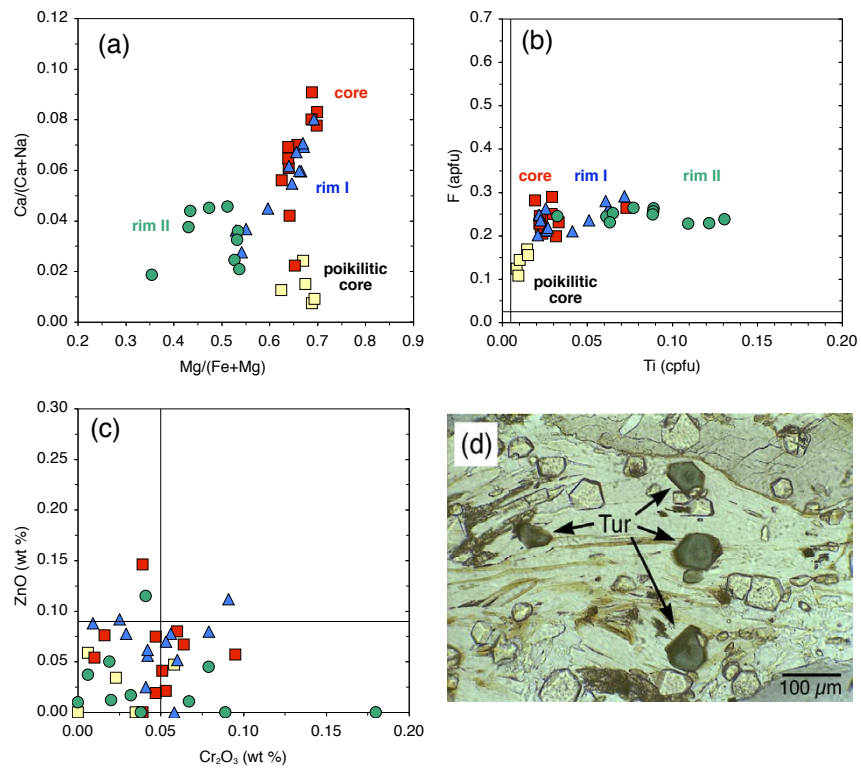 (a)
0.12
0.10
0.08
0.06
0.04
0.02
0.00
Ca/(Ca+Na)
core
rim I
rim II
poikilitic
core
0.2 0.3 0.4 0.5 0.6 0.7 0.8 0.9
Mg/(Fe+Mg)
(b)
0.7
0.6
0.5
0.4
0.3
0.2
0.1
0.0
F (apfu)
core rim I rim II
poikilitic
core
0.00 0.05 0.10 0.15 0.20
Ti (cpfu)
(c)
0.30
0.25
0.20
0.15
0.10
0.05
0.00
ZnO (wt %)
0.00 0.05 0.10 0.15 0.20
Cr₂O₃ (wt %)
(d)
Tur
100 µm